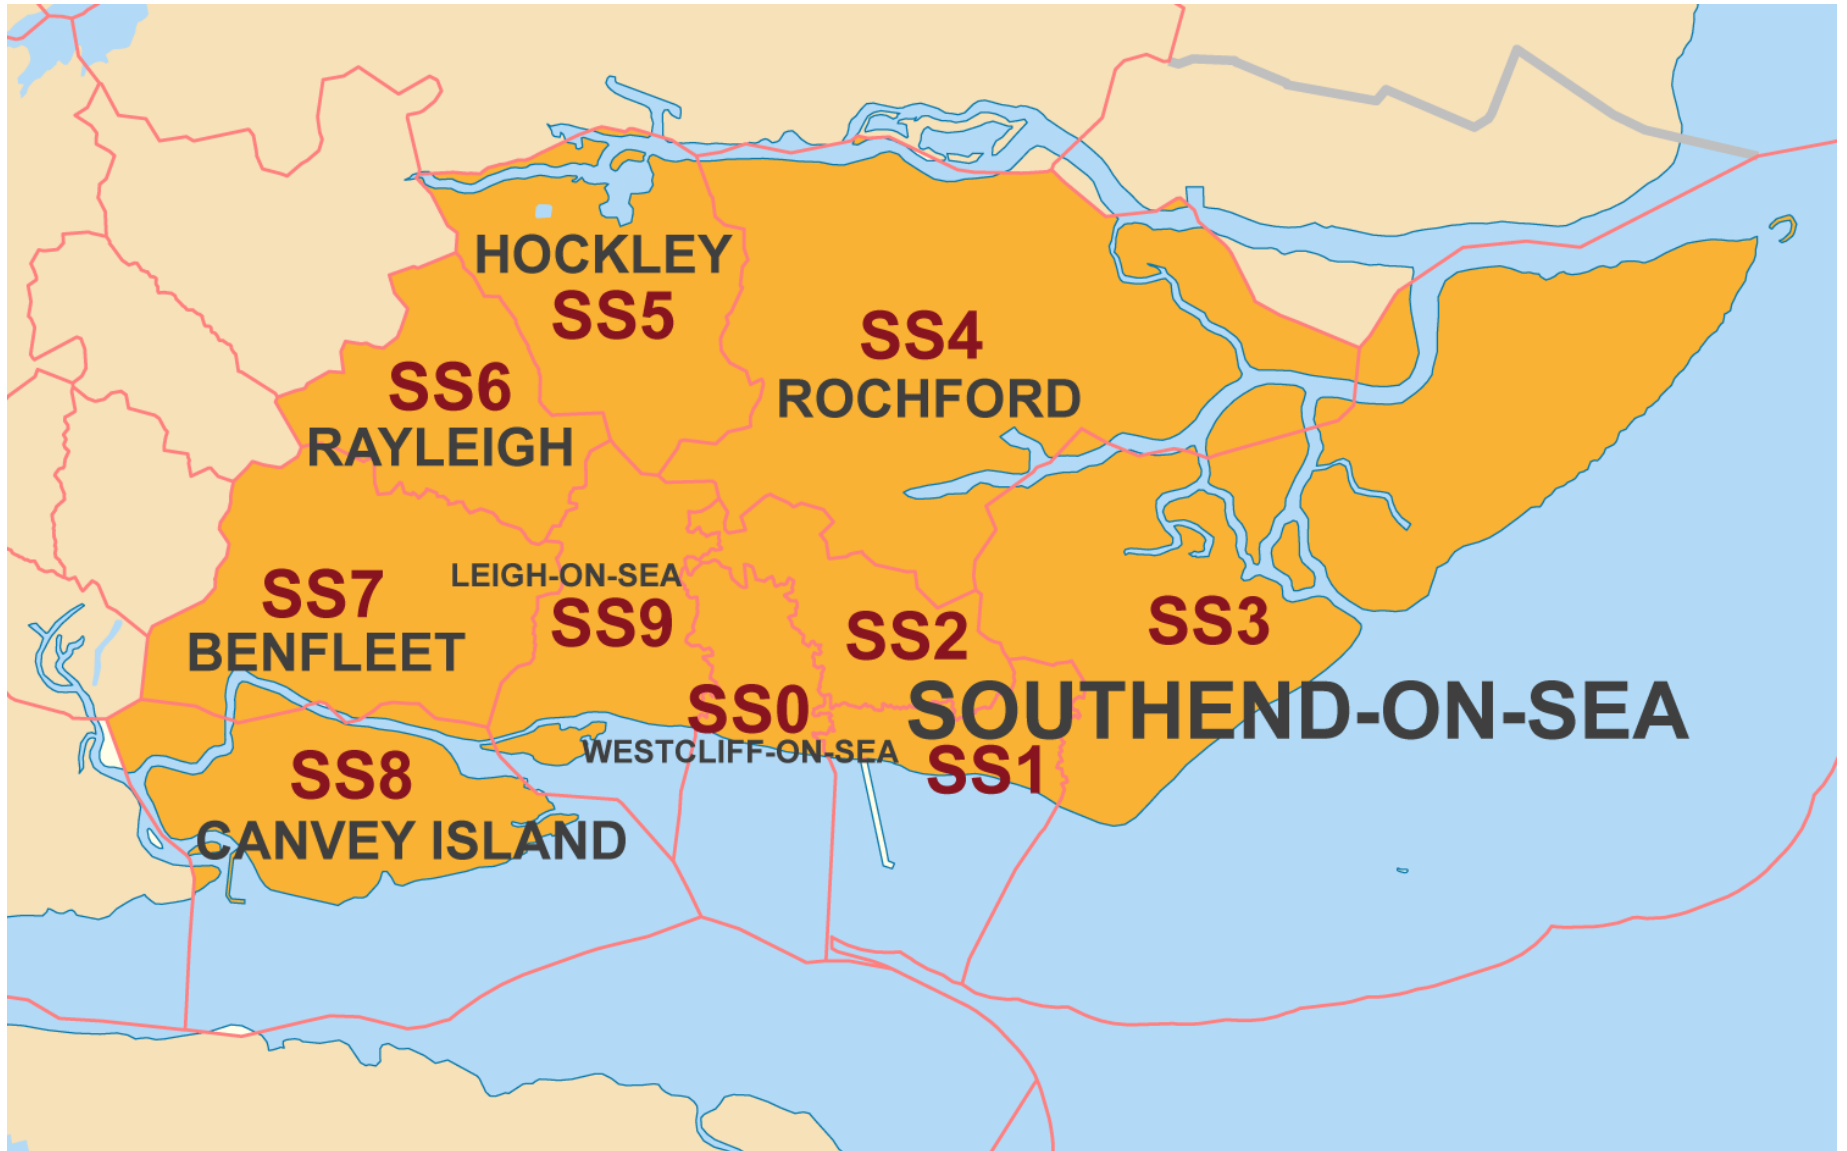 HOCKLEY
SS5
SS4
ROCHFORD
SS6
RAYLEIGH
LEIGH-ON-SEA
SS9
SS7
BENFLEET
SS2
SS3
SS0
WESTCLIFF-ON-SEA
SOUTHEND-ON-SEA
SS1
SS8
CANVEY ISLAND